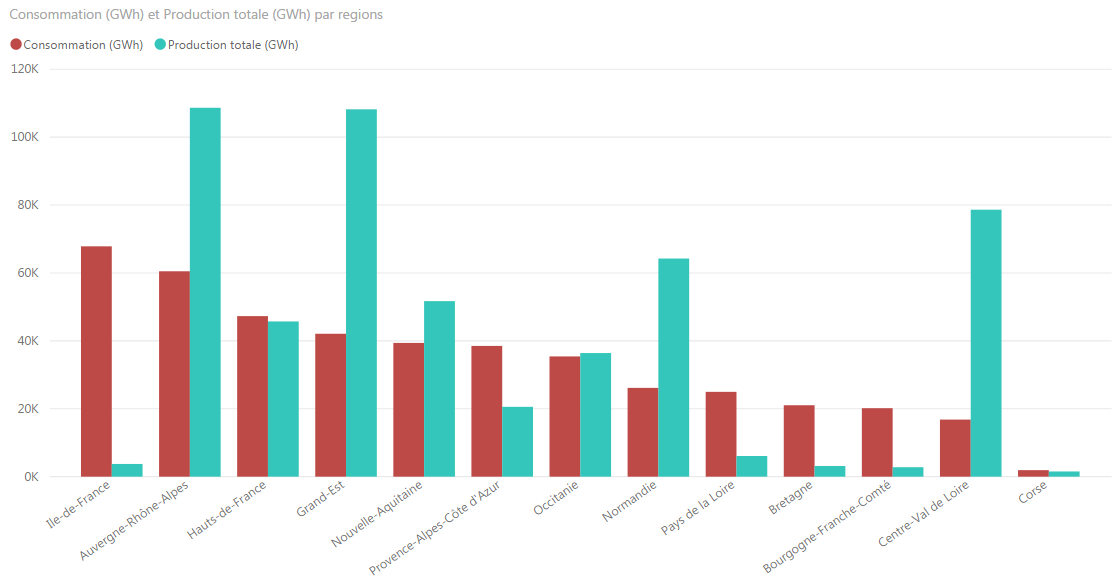 Consommation (GWh) et Production totale (GWh) par regions
Consommation (GWh) Production totale (GWh)
120K
100K
80K
60K
40K
20K
0K
Ile-de-France
Auvergne-Rhône-Alpes
Hauts-de-France
Grand-Est
Nouvelle-Aquitaine
Provence-Alpes-Côte d'Azur
Occitanie
Normandie
Pays de la Loire
Bretagne
Bourgogne-Franche-Comté
Centre-Val de Loire
Corse